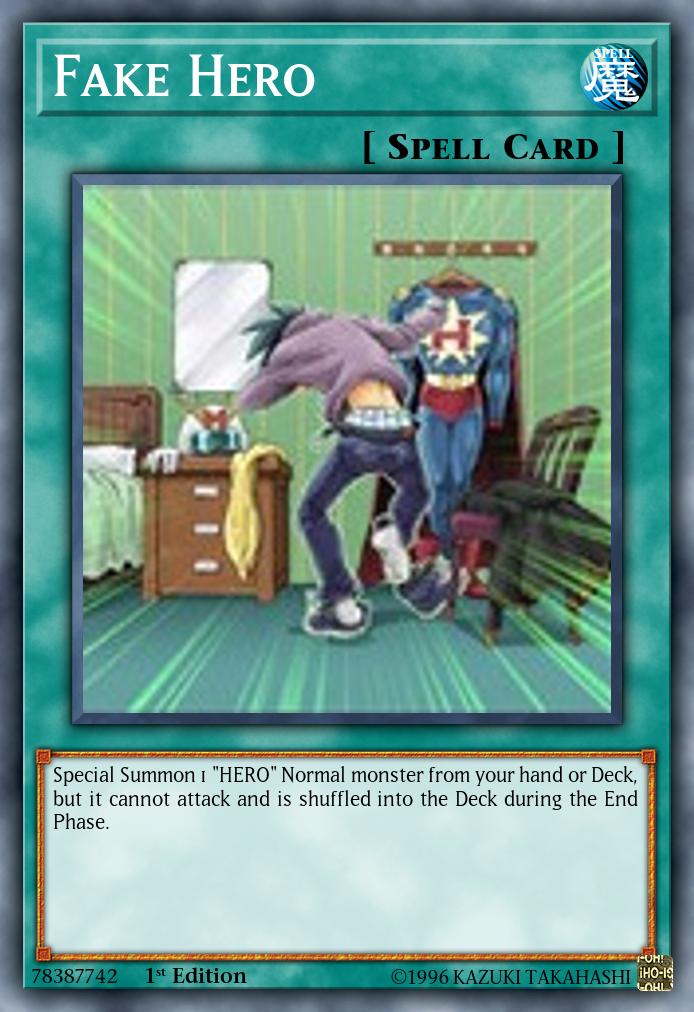 Fake Hero
SPELL
魔
[ Spell Card ]
H
Special Summon 1 "HERO" Normal monster from your hand or Deck,
but it cannot attack and is shuffled into the Deck during the End
Phase.
78387742 1st Edition ©1996 KAZUKI TAKAHASHI